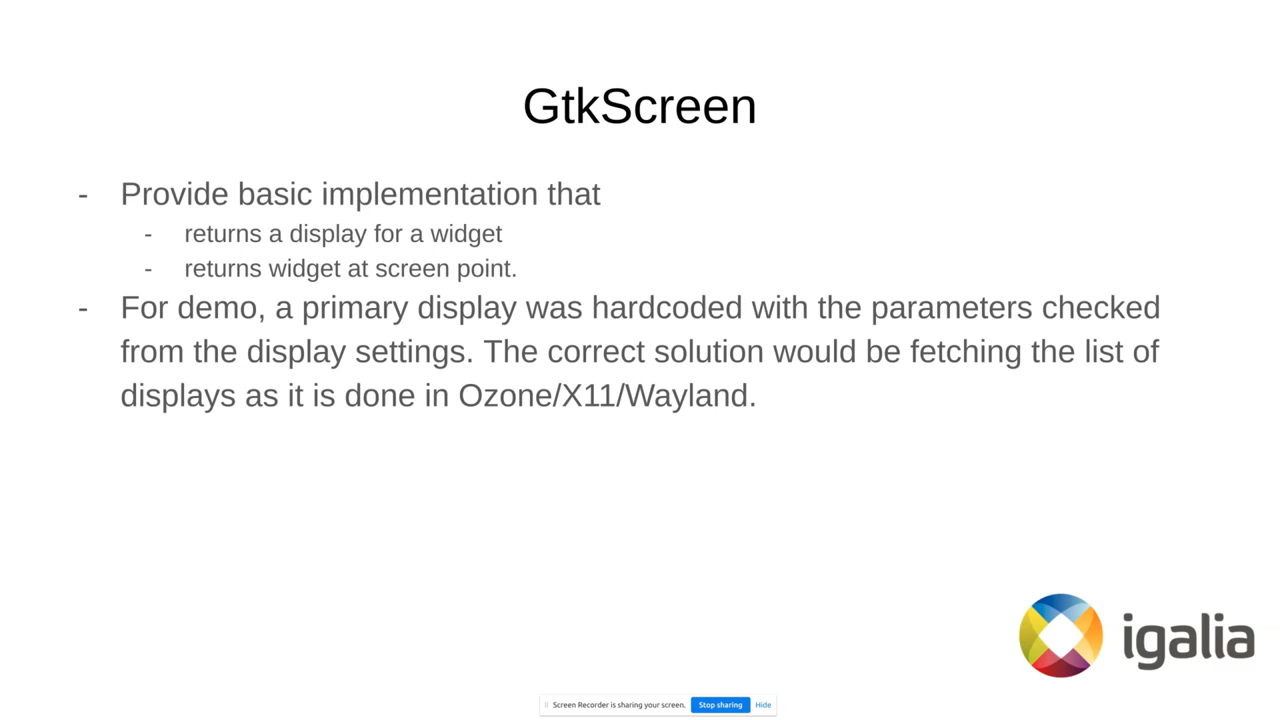 GtkScreen
- Provide basic implementation that
- returns a display for a widget
- returns widget at screen point.
- For demo, a primary display was hardcoded with the parameters checked
from the display settings. The correct solution would be fetching the list of
displays as it is done in Ozone/X11/Wayland.
igalia
Screen Recorder is sharing your screen. Stop sharing Hide